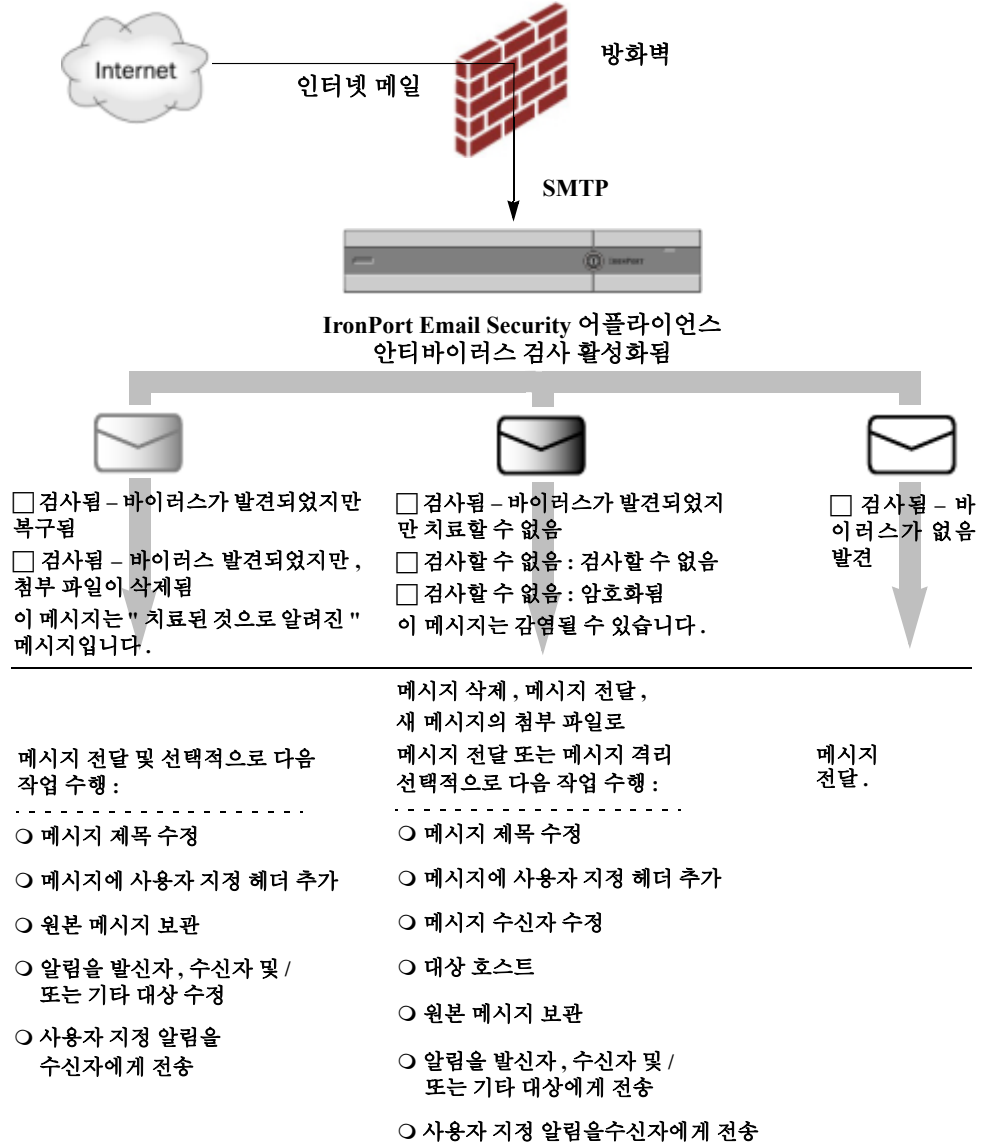 Internet
인터넷 메일
방화벽
SMTP
IRONPORT
IronPort Email Security 어플라이언스
안티바이러스 검사 활성화됨
□ 검사됨 – 바이러스가 발견되었지만
복구됨
□ 검사됨 – 바이러스 발견되었지만 ,
첨부 파일이 삭제됨
이 메시지는 " 치료된 것으로 알려진 "
메시지입니다 .
□ 검사됨 – 바이러스가 발견되었지
만 치료할 수 없음
□ 검사할 수 없음 : 검사할 수 없음
□ 검사할 수 없음 : 암호화됨
이 메시지는 감염될 수 있습니다 .
□ 검사됨 – 바
이러스가 없음
발견
메시지 전달 및 선택적으로 다음
작업 수행 :
❍ 메시지 제목 수정
❍ 메시지에 사용자 지정 헤더 추가
❍ 원본 메시지 보관
❍ 알림을 발신자 , 수신자 및 /
또는 기타 대상 수정
❍ 사용자 지정 알림을
수신자에게 전송
메시지 삭제 , 메시지 전달 ,
새 메시지의 첨부 파일로
메시지 전달 또는 메시지 격리
선택적으로 다음 작업 수행 :
❍ 메시지 제목 수정
❍ 메시지에 사용자 지정 헤더 추가
❍ 메시지 수신자 수정
❍ 대상 호스트
❍ 원본 메시지 보관
❍ 알림을 발신자 , 수신자 및 /
또는 기타 대상에게 전송
❍ 사용자 지정 알림을수신자에게 전송
메시지
전달 .